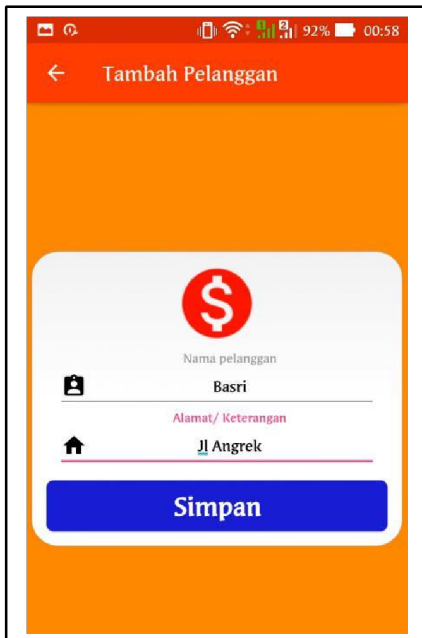 92% 00:58
Tambah Pelanggan
Nama pelanggan
Basri
Alamat/ Keterangan
Jl Angrek
Simpan